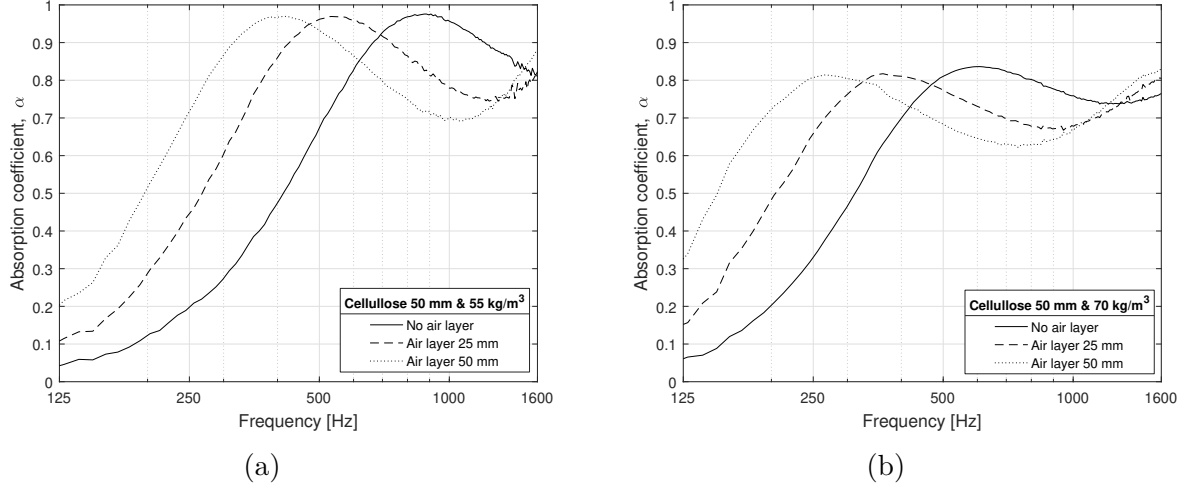 1
0.9
0.8
0.7
0.6
0.5
0.4
0.3
0.2
0.1
0
Absorption coefficient, α
125 250 500 1000 1600
Frequency [Hz]
Cellullose 50 mm & 55 kg/m³
No air layer
Air layer 25 mm
Air layer 50 mm
(a)
1
0.9
0.8
0.7
0.6
0.5
0.4
0.3
0.2
0.1
0
Absorption coefficient, α
125 250 500 1000 1600
Frequency [Hz]
Cellullose 50 mm & 70 kg/m³
No air layer
Air layer 25 mm
Air layer 50 mm
(b)